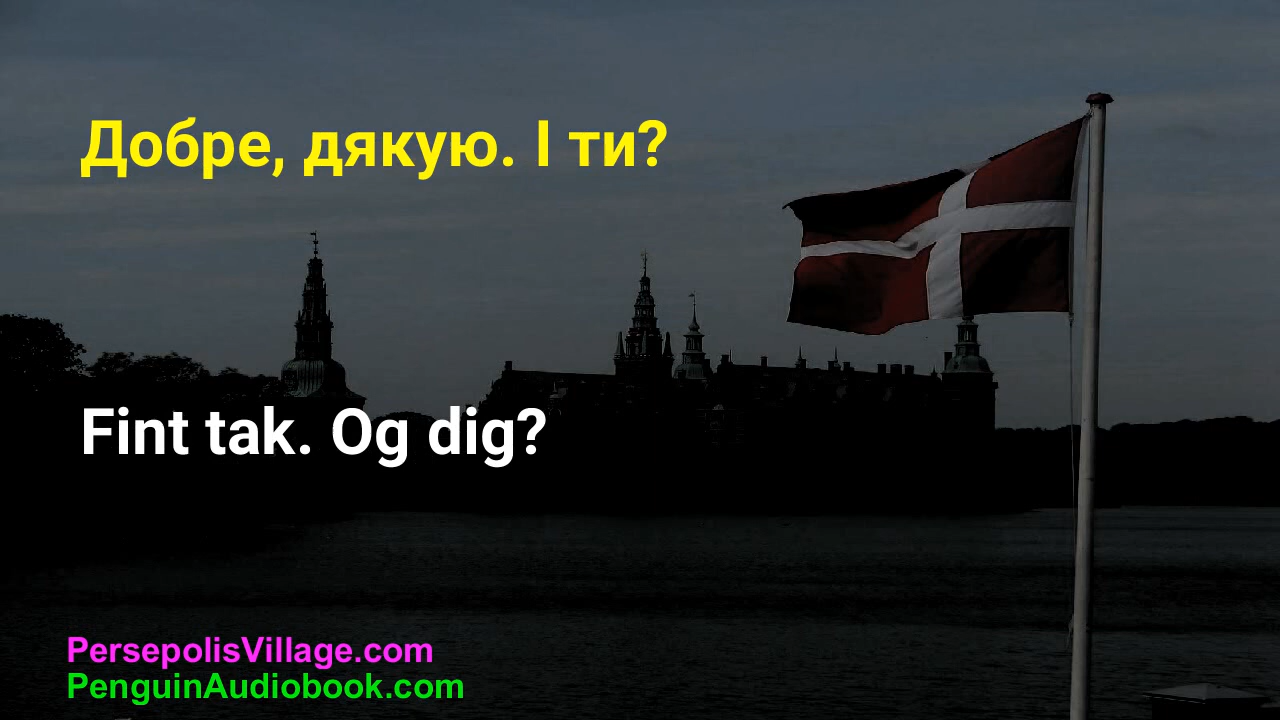 Добре, дякую. І ти?
Fint tak. Og dig?
PersepolisVillage.com
PenguinAudiobook.com